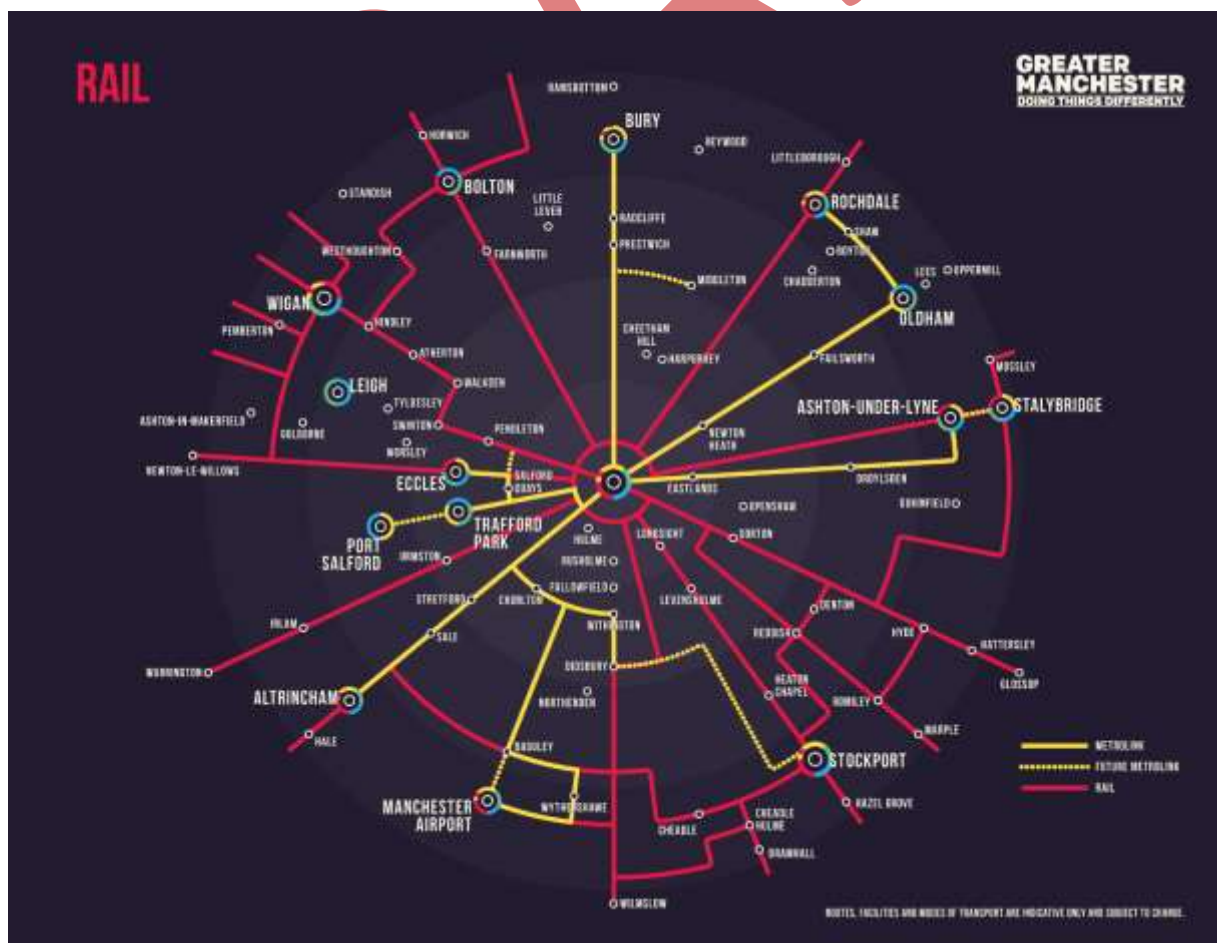 RAIL
GREATER
MANCHESTER
DOING THINGS DIFFERENTLY
RAMSBOTTOM
BURY
HEYWOOD
HORWICH
LITTLEBOROUGH
BOLTON
STANDISH
LITTLE
LEVER
ROCHDALE
RADCLIFFE
SHAW
PRESTWICH
ROYTON
WESTHOUGHTON
FARNWORTH
MIDDLETON
CHADDERTON
LEES
UPPERMILL
WIGAN
OLDHAM
PEMBERTON
HINDLEY
CHEETHAM
HILL
HARPURHEY
ATHERTON
FAILSWORTH
MOSSLEY
LEIGH
WALKDEN
TYLDESLEY
ASHTON-UNDER-LYNE
STALYBRIDGE
ASHTON-IN-MAKERFIELD
GOLBORNE
SWINTON
PENDLETON
NEWTON
HEATH
WORSLEY
NEWTON-LE-WILLOWS
ECCLES
SALFORD
QUAYS
EASTLANDS
DROYLSDEN
DUKINFIELD
OPENSHAW
TRAFFORD
PARK
PORT
SALFORD
HULME
LONGSIGHT
GORTON
URMSTON
RUSHOLME
STRETFORD
CHORLTON
FALLOWFIELD
LEVENSHULME
DENTON
IRLAM
SALE
WITHINGTON
REDDISH
HYDE
HATTERSLEY
WARRINGTON
DIDSBURY
GLOSSOP
ALTRINCHAM
NORTHENDEN
HEATON
CHAPEL
ROMILEY
HALE
BAGULEY
MARPLE
STOCKPORT
METROLINK
FUTURE METROLINK
RAIL
MANCHESTER
AIRPORT
WYTHENSHAWE
HAZEL GROVE
CHEADLE
CHEADLE
HULME
BRAMHALL
WILMSLOW
ROUTES, FACILITIES AND MODES OF TRANSPORT ARE INDICATIVE ONLY AND SUBJECT TO CHANGE.